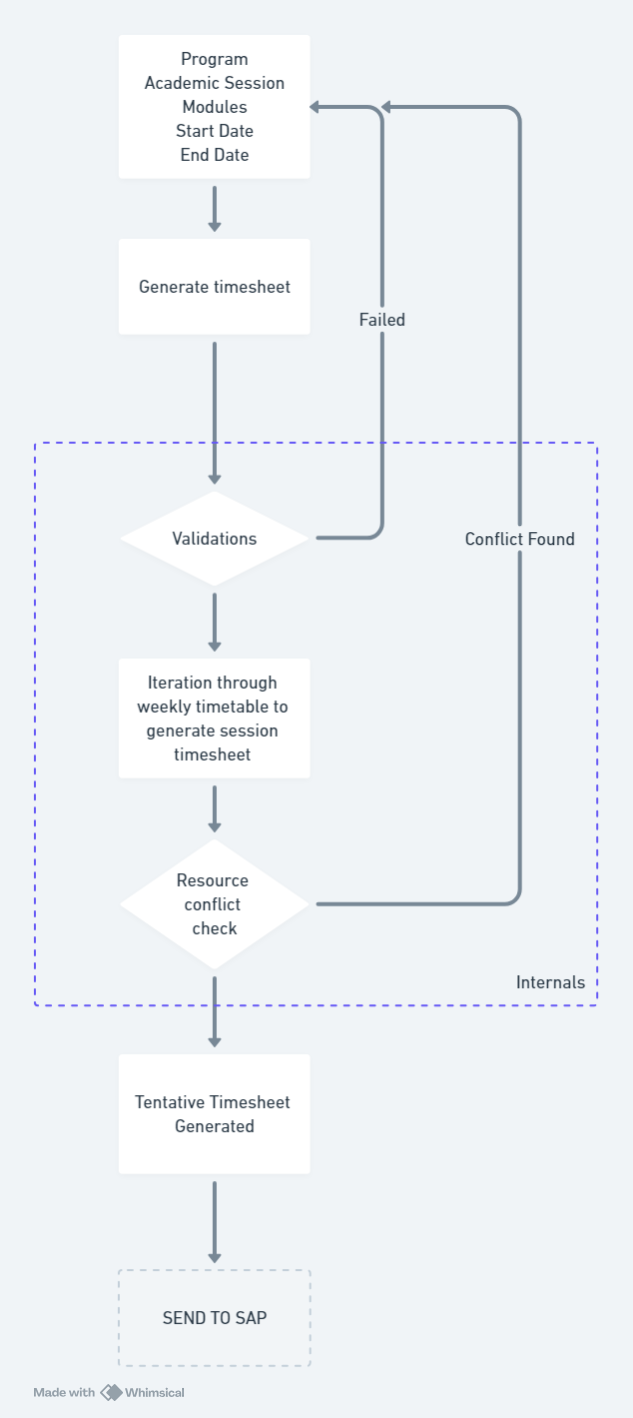 Program
Academic Session
Modules
Start Date
End Date
Generate timesheet
Failed
Validations
Conflict Found
Iteration through
weekly timetable to
generate session
timesheet
Resource
conflict
check
Internals
Tentative Timesheet
Generated
SEND TO SAP
Made with Whimsical